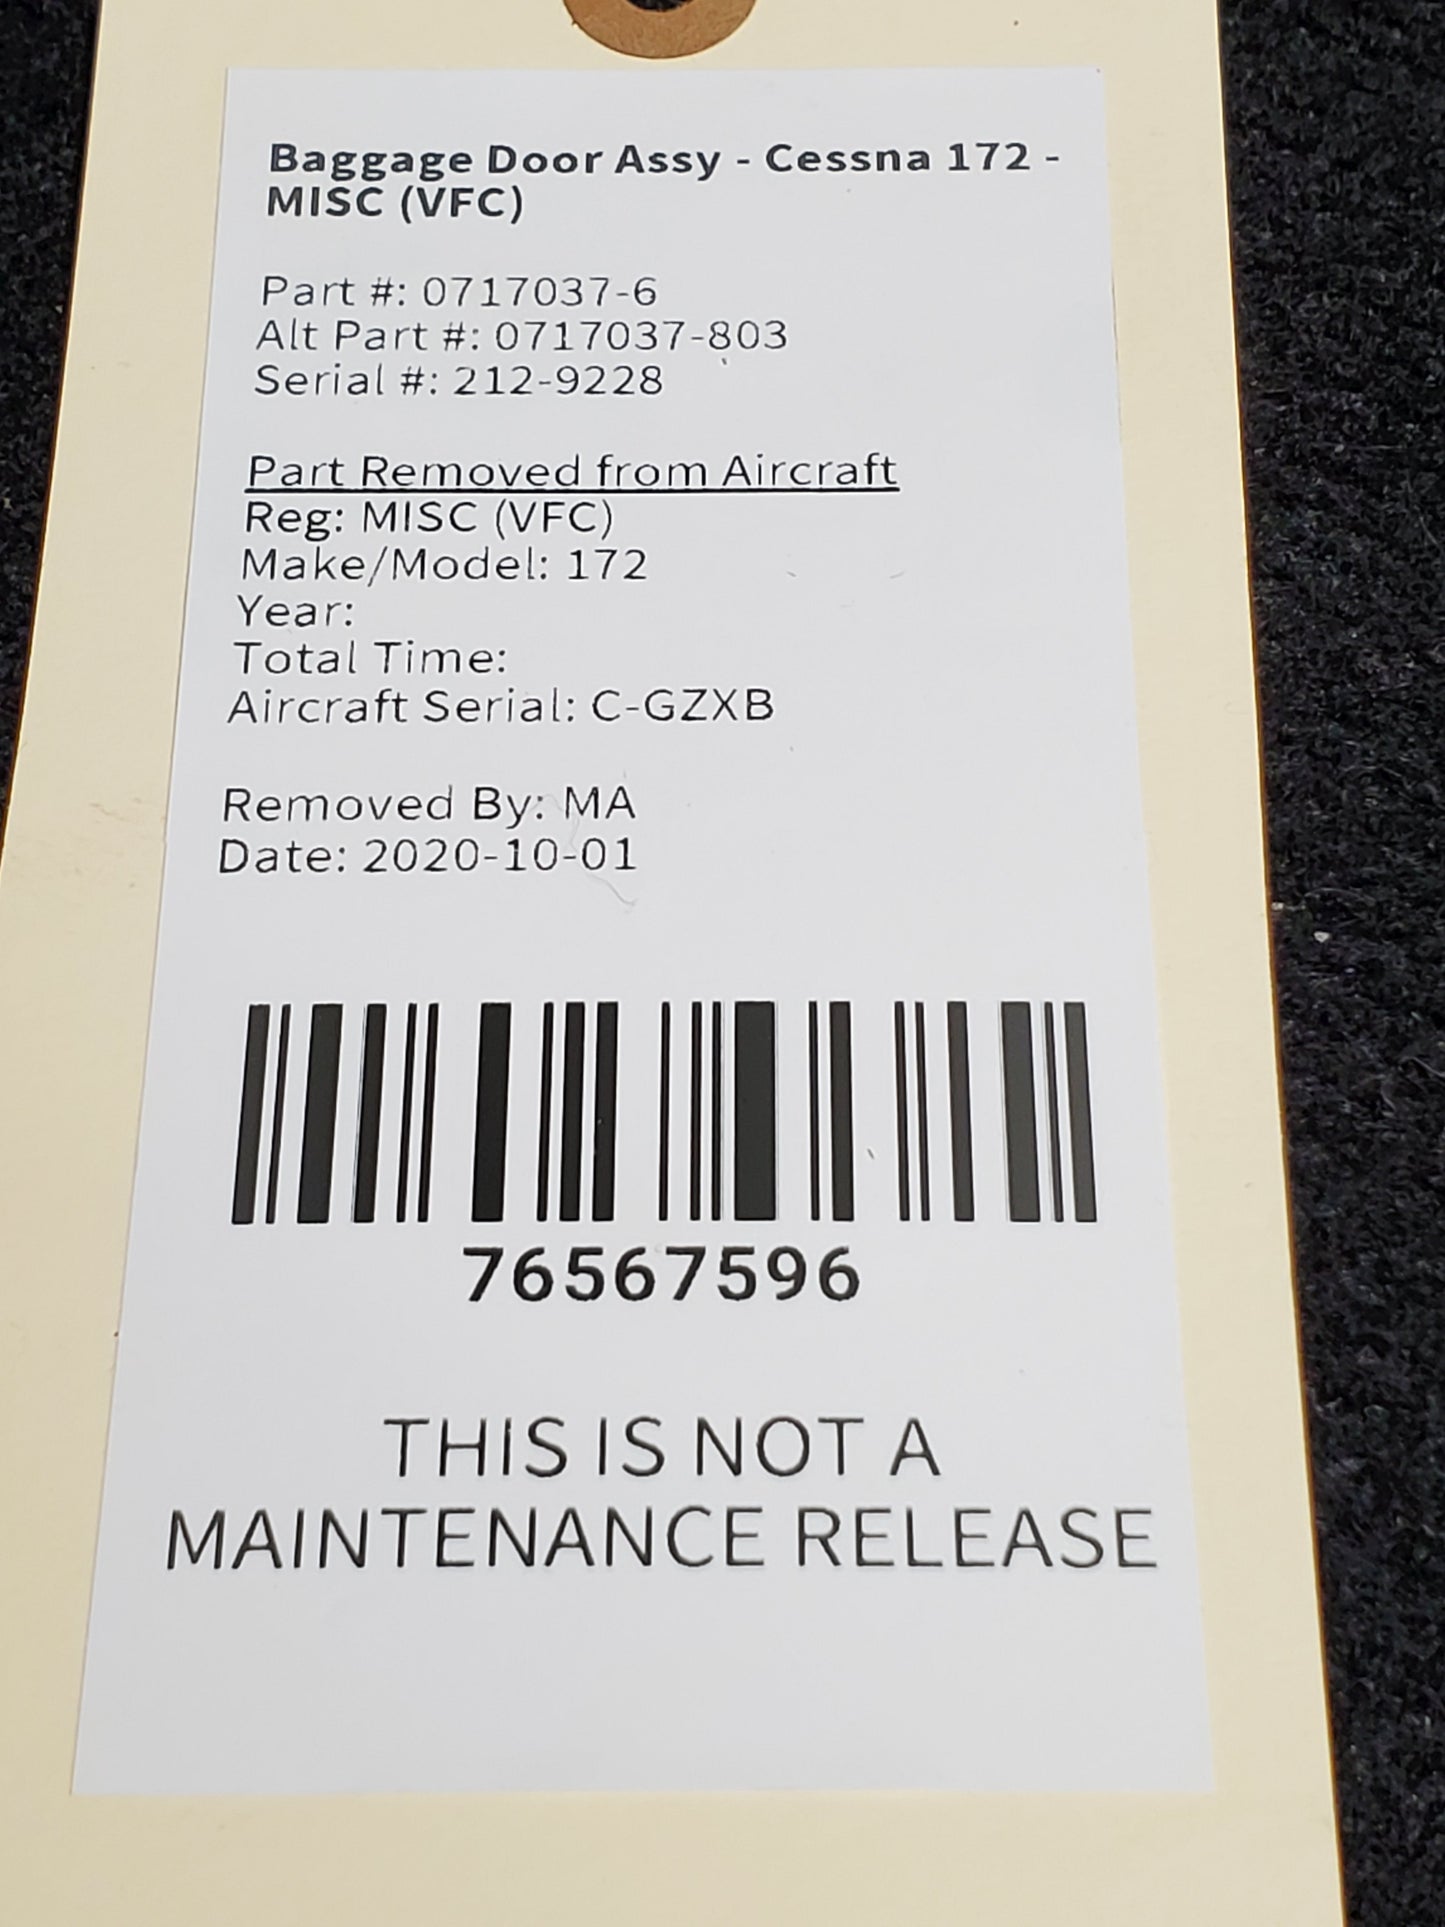 Baggage Door Assy - Cessna 172 -
MISC (VFC)
Part #: 0717037-6
Alt Part #: 0717037-803
Serial #: 212-9228
Part Removed from Aircraft
Reg: MISC (VFC)
Make/Model: 172
Year:
Total Time:
Aircraft Serial: C-GZXB
Removed By: MA
Date: 2020-10-01
76567596
THIS IS NOT A
MAINTENANCE RELEASE